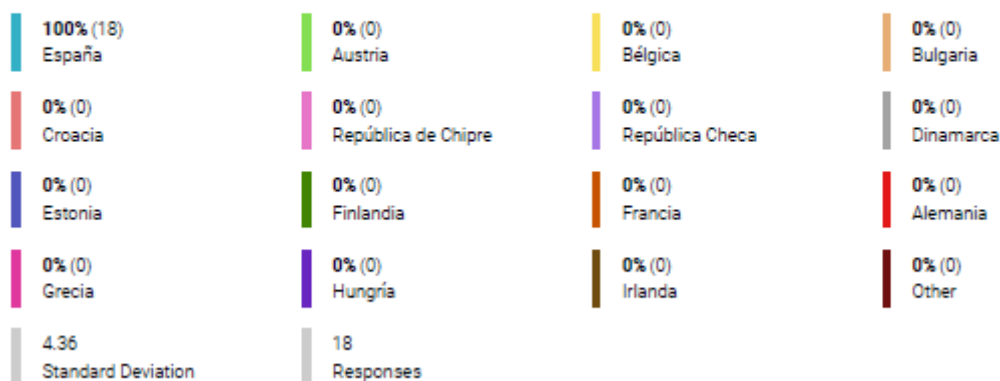 100% (18)
España
0% (0)
Austria
0% (0)
Bélgica
0% (0)
Bulgaria
0% (0)
Croacia
0% (0)
República de Chipre
0% (0)
República Checa
0% (0)
Dinamarca
0% (0)
Estonia
0% (0)
Finlandia
0% (0)
Francia
0% (0)
Alemania
0% (0)
Grecia
0% (0)
Hungría
0% (0)
Irlanda
0% (0)
Other
4.36
Standard Deviation
18
Responses